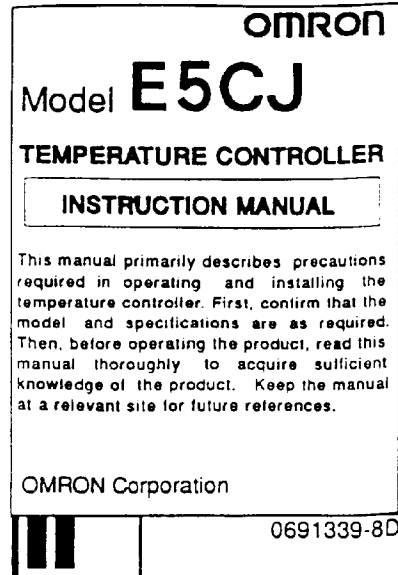 OMRON
Model E5CJ
TEMPERATURE CONTROLLER
INSTRUCTION MANUAL
This manual primarily describes precautions
required in operating and installing the
temperature controller. First, confirm that the
model and specifications are as required.
Then, before operating the product, read this
manual thoroughly to acquire sufficient
knowledge of the product. Keep the manual
at a relevant site for future references.
OMRON Corporation
0691339-8D